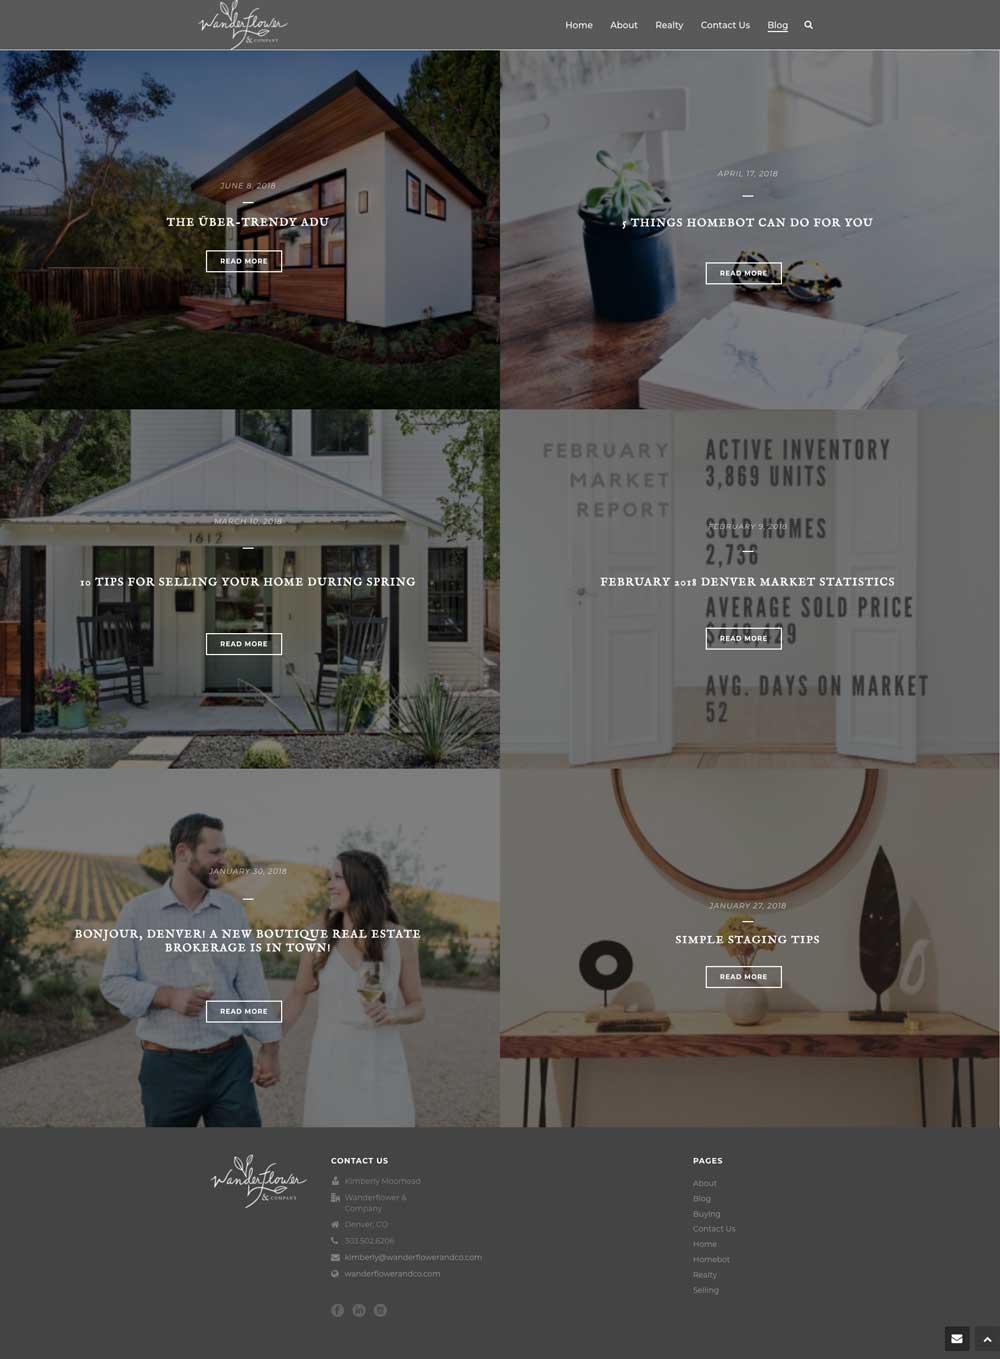 Wanderflower
& COMPANY
Home About Realty Contact Us Blog
JUNE 8, 2018
THE ÜBER-TRENDY ADU
READ MORE
APRIL 17, 2018
5 THINGS HOMEBOT CAN DO FOR YOU
READ MORE
MARCH 10, 2018
1612
10 TIPS FOR SELLING YOUR HOME DURING SPRING
READ MORE
FEBRUARY
MARKET
REPORT
ACTIVE INVENTORY
3,869 UNITS
SOLD HOMES
2,736
FEBRUARY 9, 2018
FEBRUARY 2018 DENVER MARKET STATISTICS
AVERAGE SOLD PRICE
READ MORE
AVG. DAYS ON MARKET
52
JANUARY 30, 2018
BONJOUR, DENVER! A NEW BOUTIQUE REAL ESTATE
BROKERAGE IS IN TOWN!
READ MORE
JANUARY 27, 2018
SIMPLE STAGING TIPS
READ MORE
Wanderflower
& COMPANY
CONTACT US
Kimberly Moorhead
Wanderflower &
Company
Denver, CO
303.502.6206
kimberly@wanderflowerandco.com
wanderflowerandco.com
PAGES
About
Blog
Buying
Contact Us
Home
Homebot
Realty
Selling